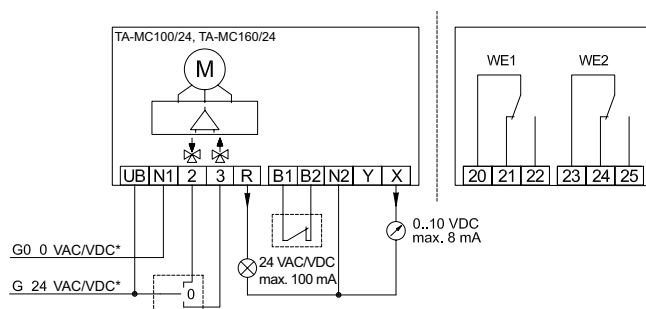 TA-MC100/24, TA-MC160/24
M
WE1 WE2
UB N1 2 3 R B1 B2 N2 Y X
20 21 22 23 24 25
0..10 VDC
max. 8 mA
G0 0 VAC/VDC*
24 VAC/VDC
max. 100 mA
G 24 VAC/VDC*
0